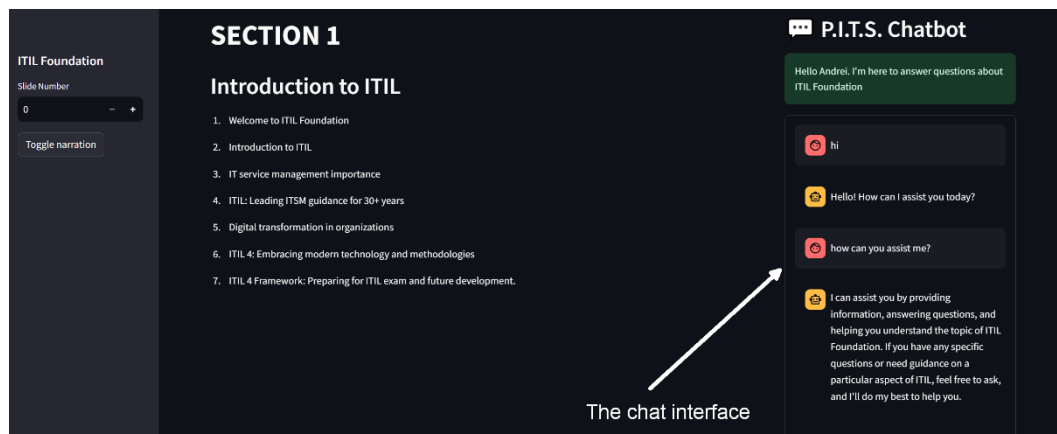 ITIL Foundation
Slide Number
0 - +
Toggle narration
SECTION 1
Introduction to ITIL
1. Welcome to ITIL Foundation
2. Introduction to ITIL
3. IT service management importance
4. ITIL: Leading ITSM guidance for 30+ years
5. Digital transformation in organizations
6. ITIL 4: Embracing modern technology and methodologies
7. ITIL 4 Framework: Preparing for ITIL exam and future development.
P.I.T.S. Chatbot
Hello Andrei. I'm here to answer questions about
ITIL Foundation
hi
Hello! How can I assist you today?
how can you assist me?
I can assist you by providing
information, answering questions, and
helping you understand the topic of ITIL
Foundation. If you have any specific
questions or need guidance on a
particular aspect of ITIL, feel free to ask,
and I'll do my best to help you.
The chat interface